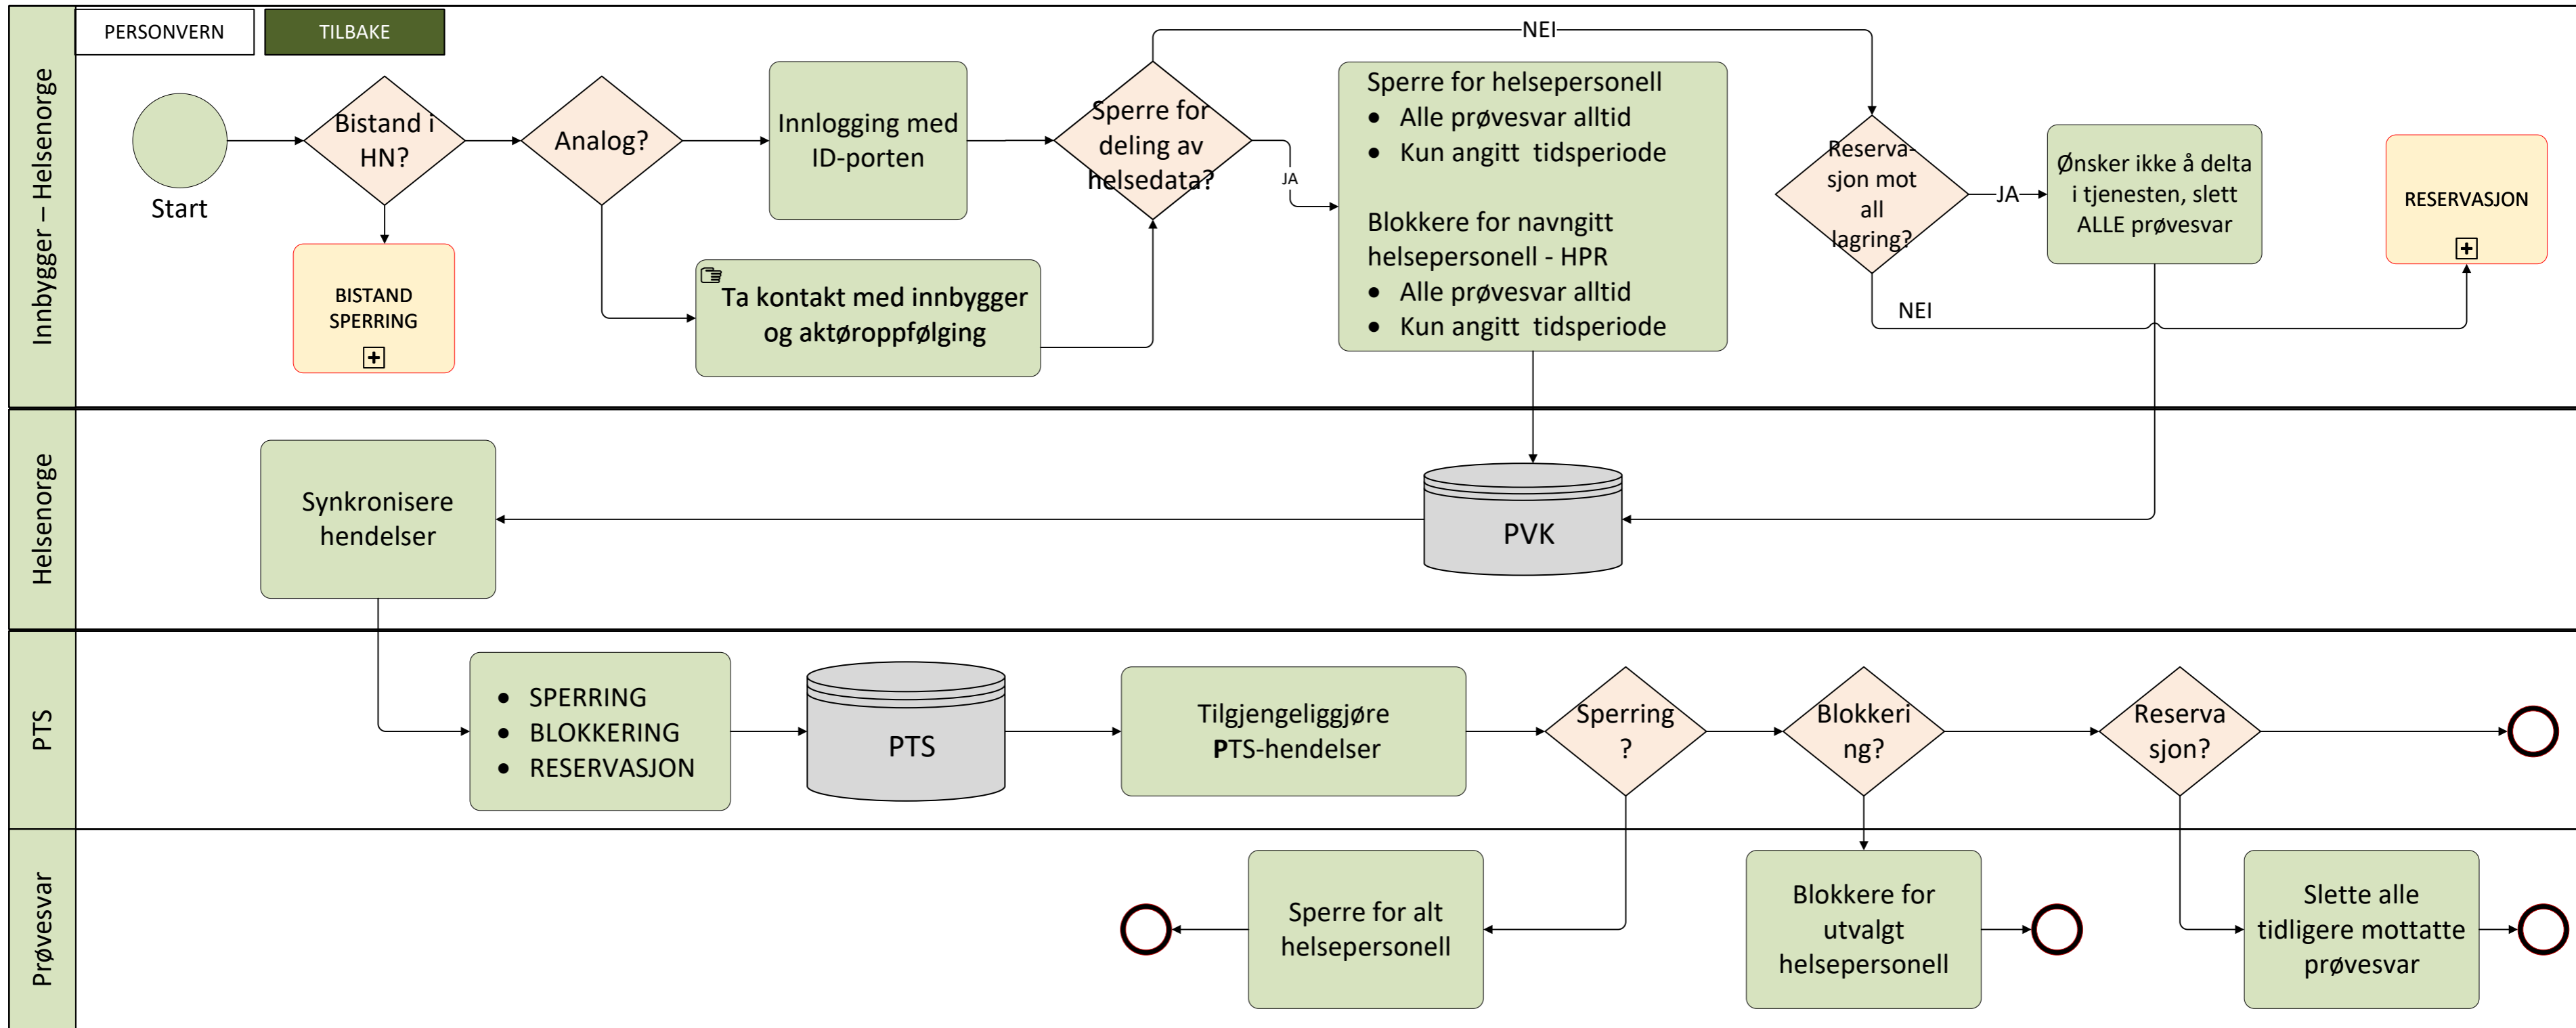 PERSONVERN
TILBAKE
Innbygger – Helsenorge
Start
Bistand i
HN?
BISTAND
SPERRING
Analog?
Innlogging med
ID-porten
Ta kontakt med innbygger
og aktøroppfølging
Sperre for
deling av
helsedata?
NEI
JA
Sperre for helsepersonell
• Alle prøvesvar alltid
• Kun angitt  tidsperiode
Blokkere for navngitt
helsepersonell - HPR
• Alle prøvesvar alltid
• Kun angitt  tidsperiode
Reserva-
sjon mot
all
lagring?
JA
NEI
Ønsker ikke å delta
i tjenesten, slett
ALLE prøvesvar
RESERVASJON
Helsenorge
Synkronisere
hendelser
PVK
PTS
• SPERRING
• BLOKKERING
• RESERVASJON
PTS
Tilgjengeliggjøre
PTS-hendelser
Sperring
?
Blokkeri
ng?
Reserva
sjon?
Prøvesvar
Sperre for alt
helsepersonell
Blokkere for
utvalgt
helsepersonell
Slette alle
tidligere mottatte
prøvesvar